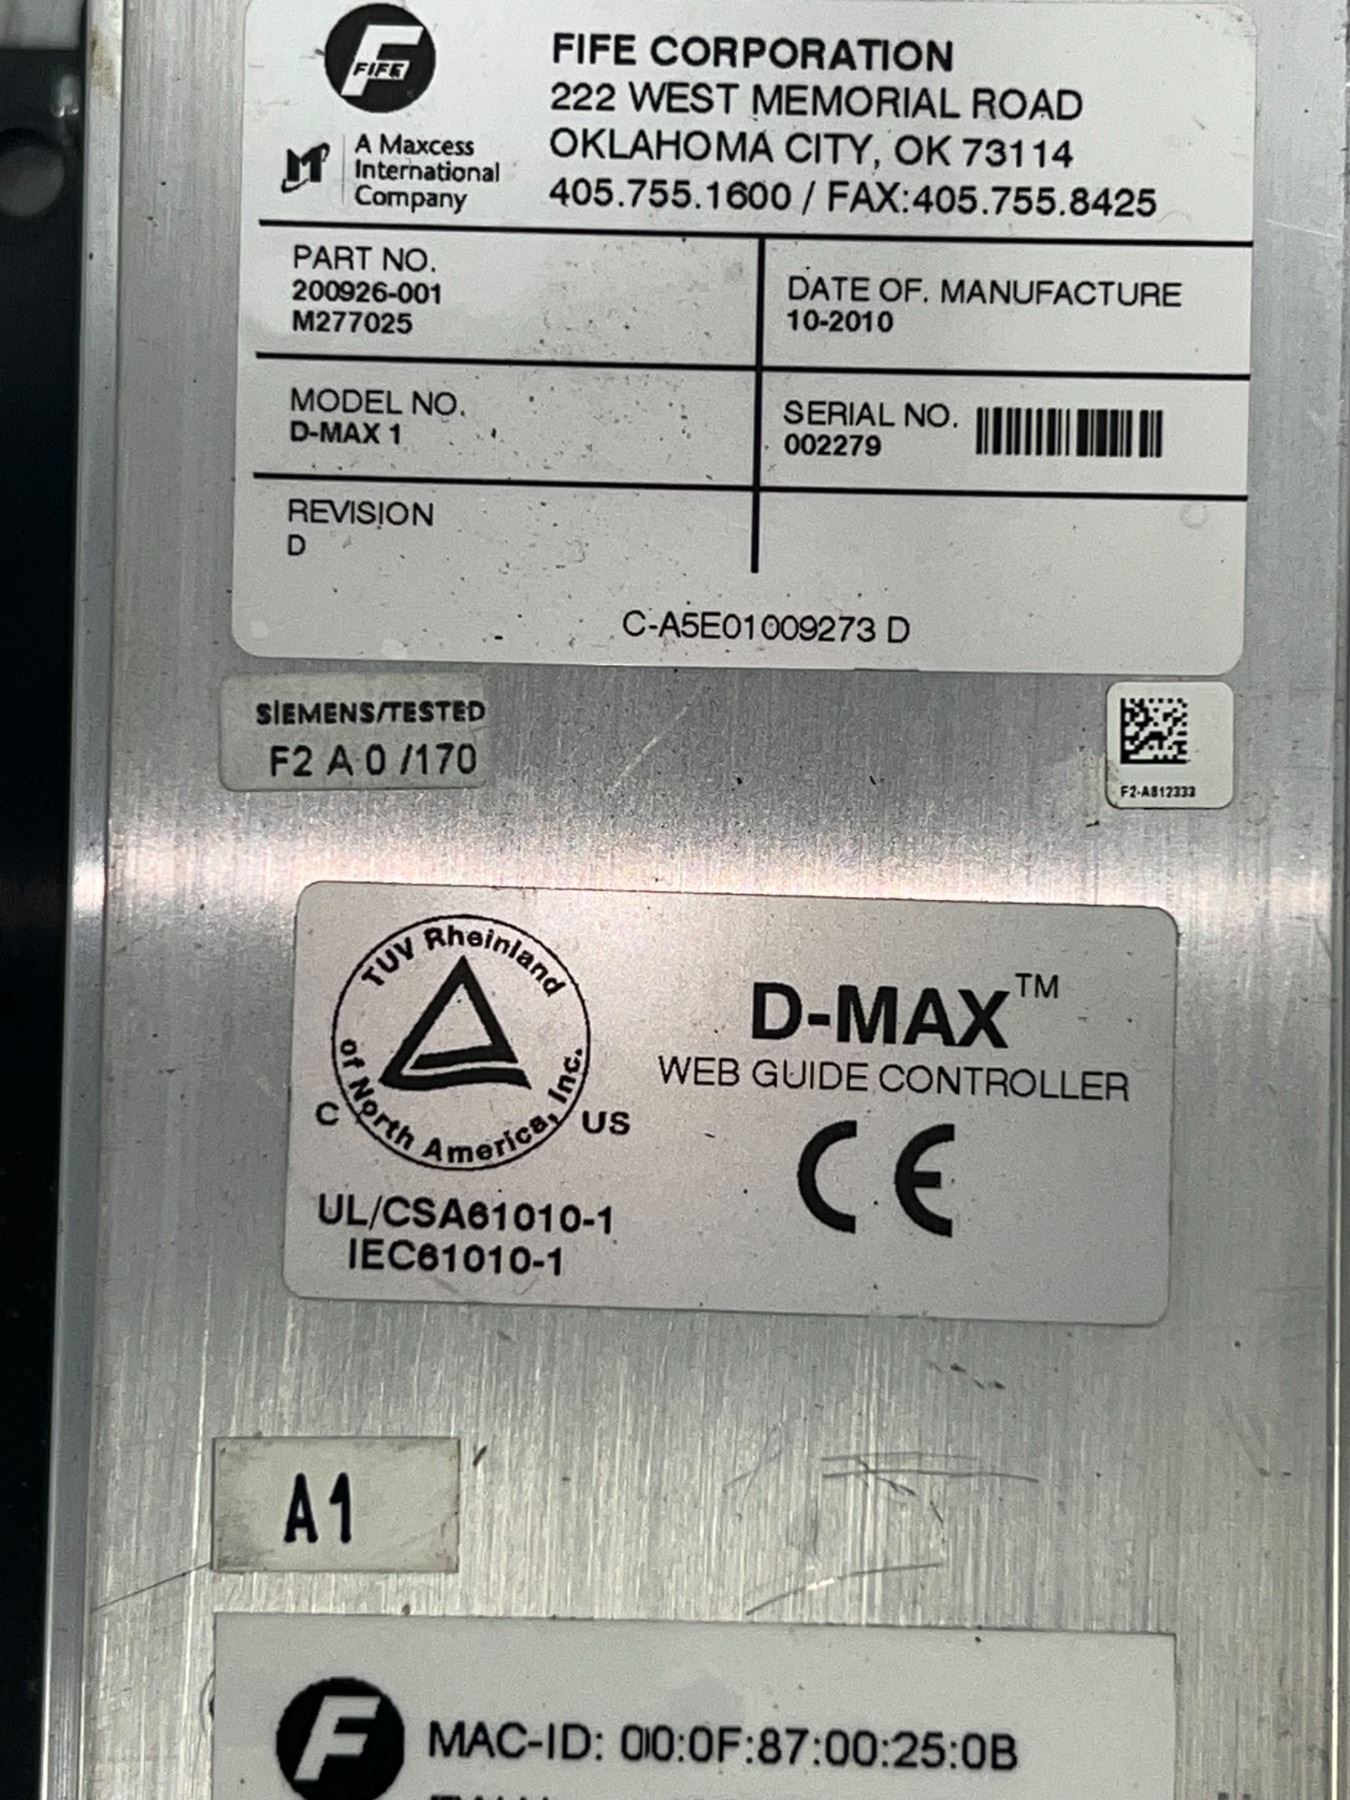 FIFE
FIFE CORPORATION
222 WEST MEMORIAL ROAD
OKLAHOMA CITY, OK 73114
405.755.1600 / FAX:405.755.8425
A Maxcess
International
Company
PART NO.
200926-001
M277025
DATE OF. MANUFACTURE
10-2010
MODEL NO.
D-MAX 1
SERIAL NO.
002279
REVISION
D
C-A5E01009273 D
SIEMENS/TESTED
F2 A 0 /170
F2-A812333
TUV Rheinland
of North America, Inc.
C US
UL/CSA61010-1
IEC61010-1
D-MAX™
WEB GUIDE CONTROLLER
CE
A1
F
MAC-ID: 00:0F:87:00:25:0B